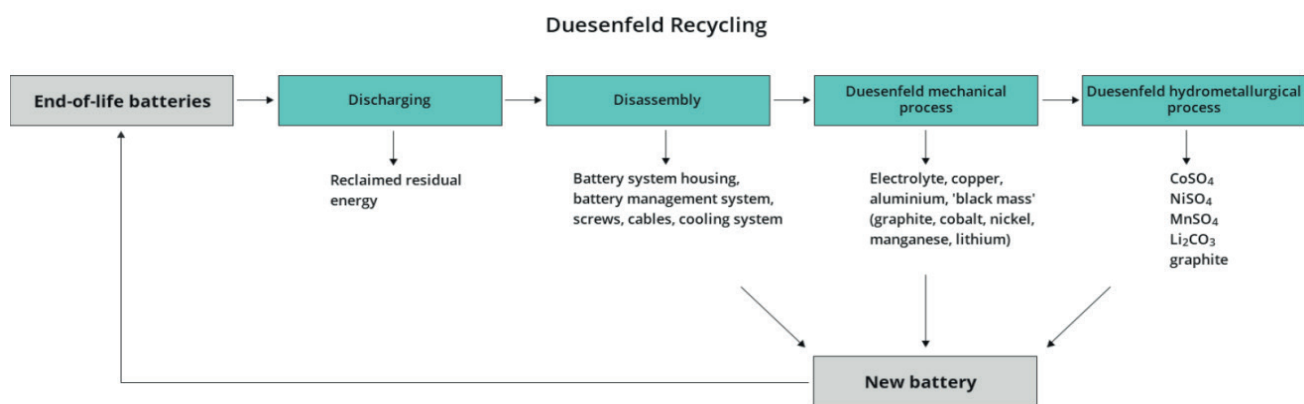 Duesenfeld Recycling
End-of-life batteries
Discharging
Disassembly
Duesenfeld mechanical
process
Duesenfeld hydrometallurgical
process
Reclaimed residual
energy
Battery system housing,
battery management system,
screws, cables, cooling system
Electrolyte, copper,
aluminium, 'black mass'
(graphite, cobalt, nickel,
manganese, lithium)
CoSO₄
NiSO₄
MnSO₄
Li₂CO₃
graphite
New battery